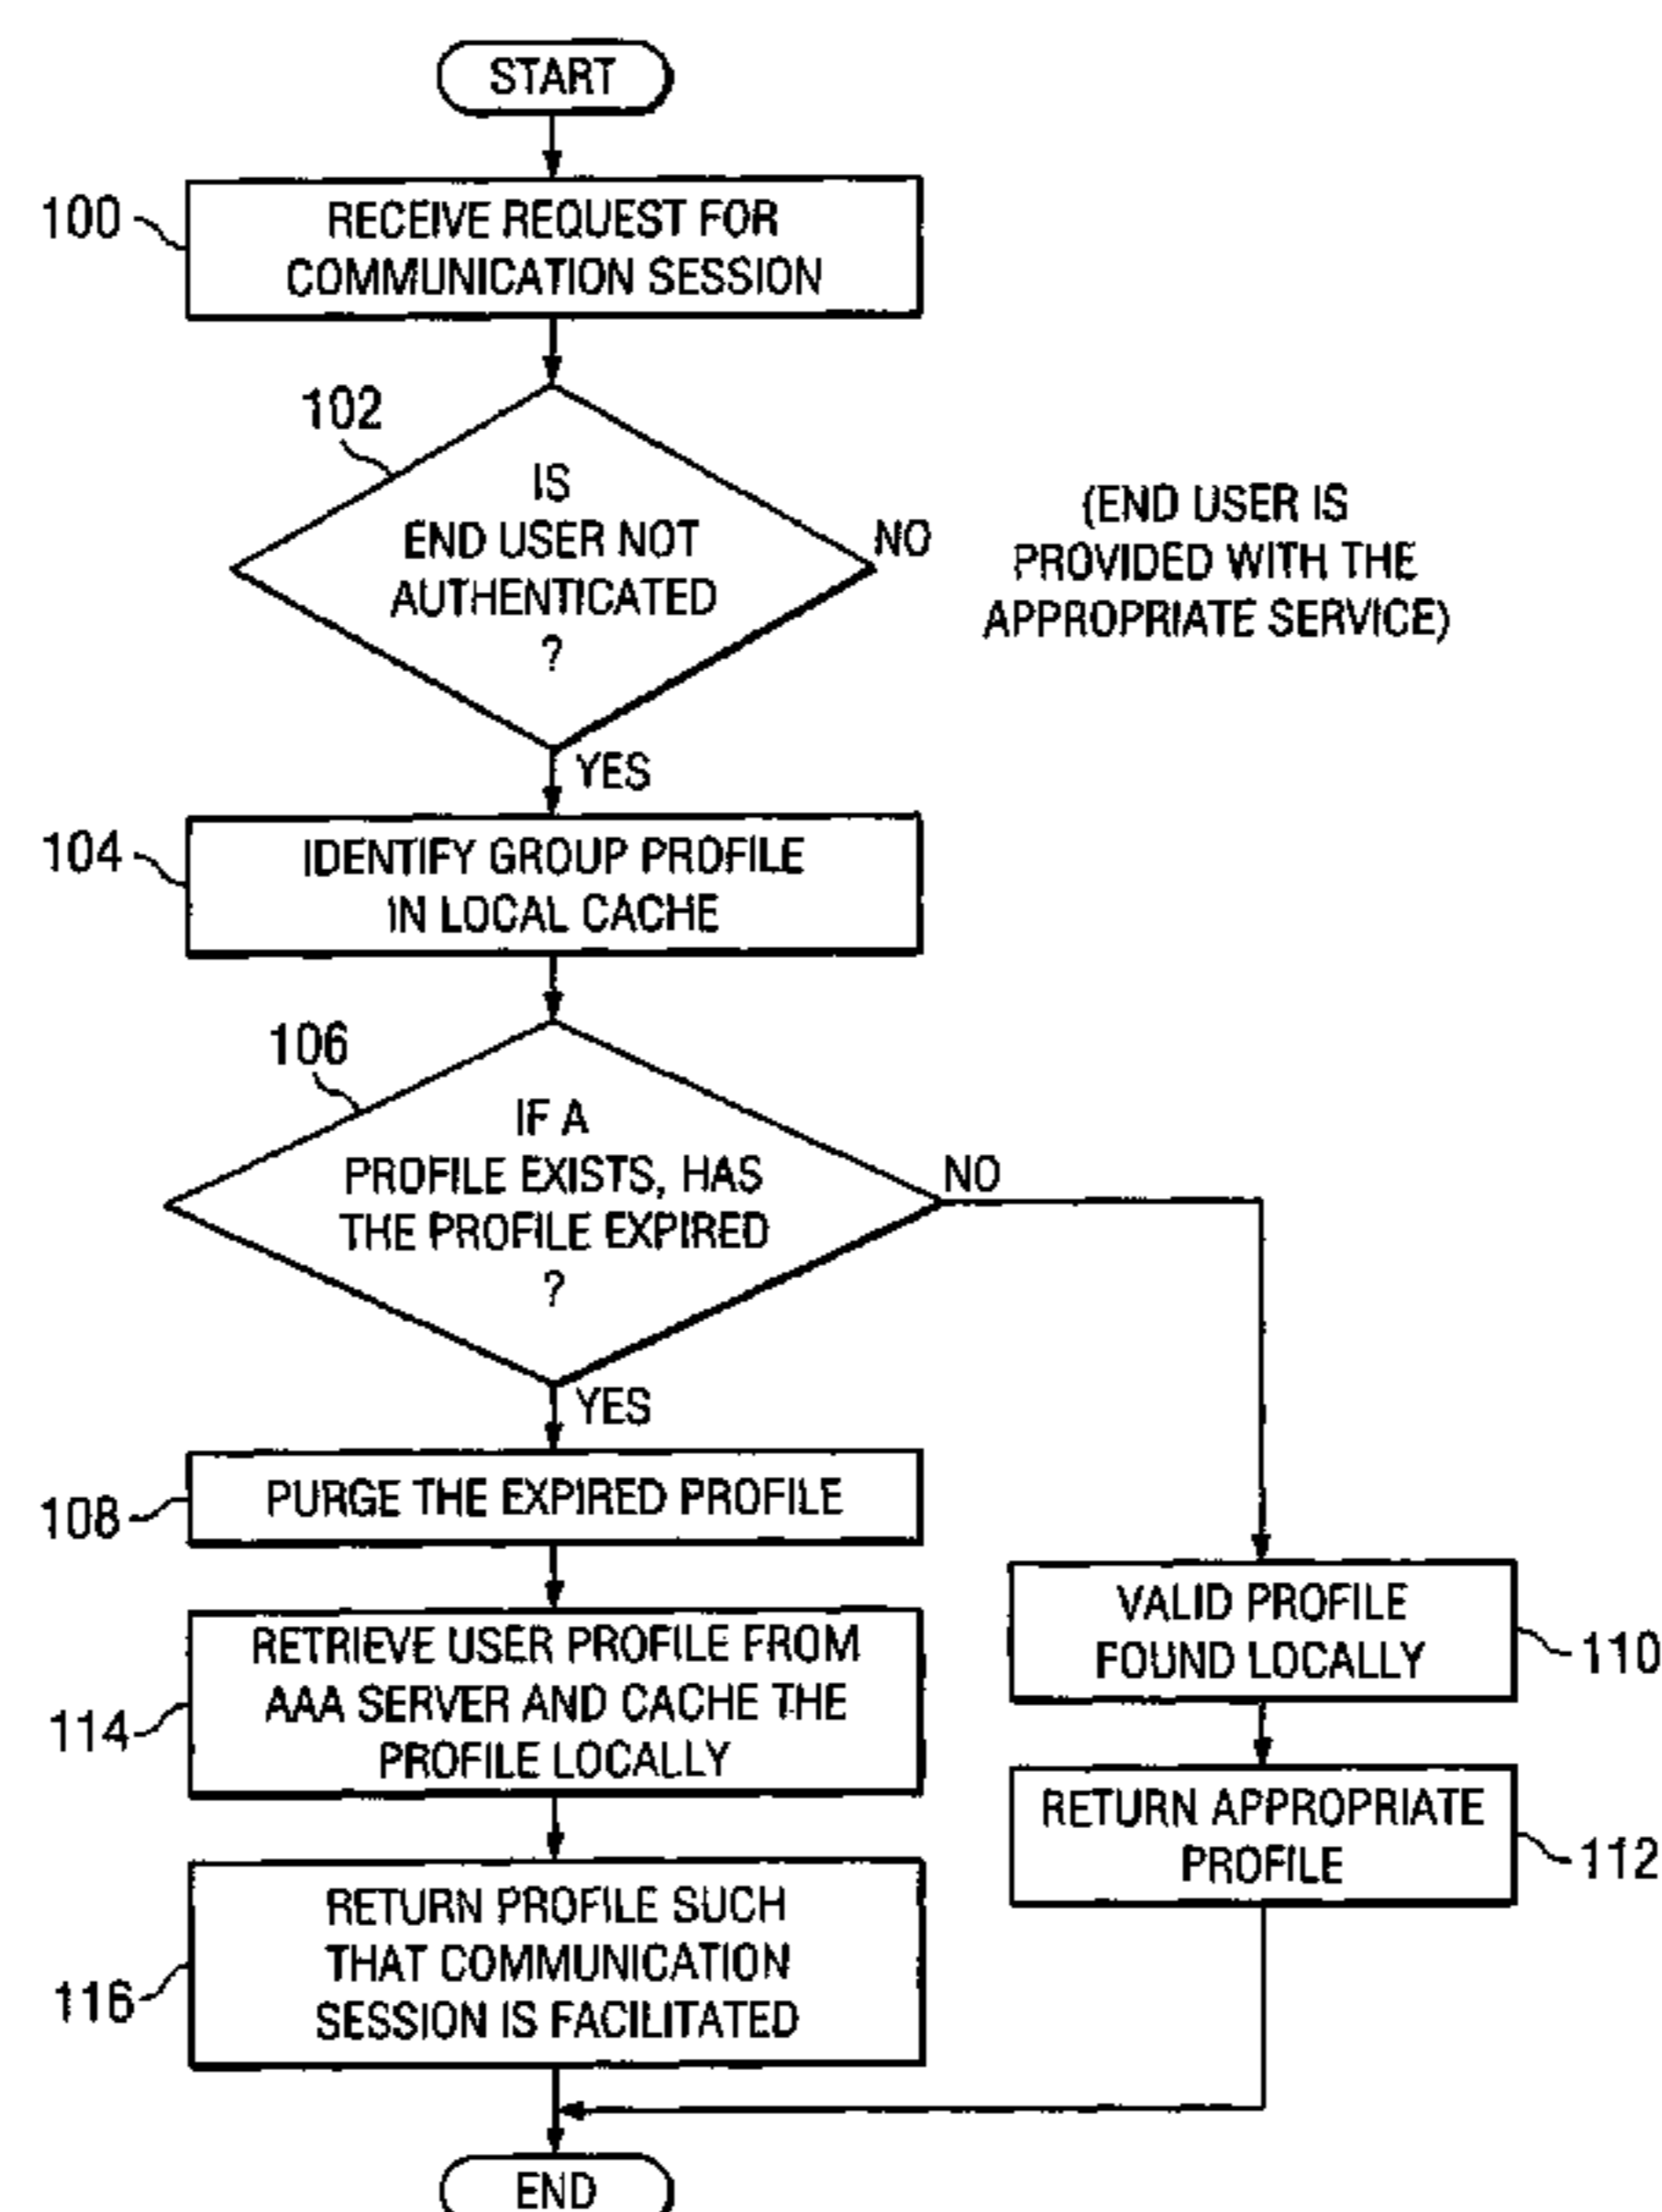 START
100
RECEIVE REQUEST FOR
COMMUNICATION SESSION
102
IS
END USER NOT
AUTHENTICATED
?
NO
(END USER IS
PROVIDED WITH THE
APPROPRIATE SERVICE)
YES
104
IDENTIFY GROUP PROFILE
IN LOCAL CACHE
106
IF A
PROFILE EXISTS, HAS
THE PROFILE EXPIRED
?
NO
YES
108
PURGE THE EXPIRED PROFILE
114
RETRIEVE USER PROFILE FROM
AAA SERVER AND CACHE THE
PROFILE LOCALLY
VALID PROFILE
FOUND LOCALLY
110
RETURN APPROPRIATE
PROFILE
112
116
RETURN PROFILE SUCH
THAT COMMUNICATION
SESSION IS FACILITATED
END